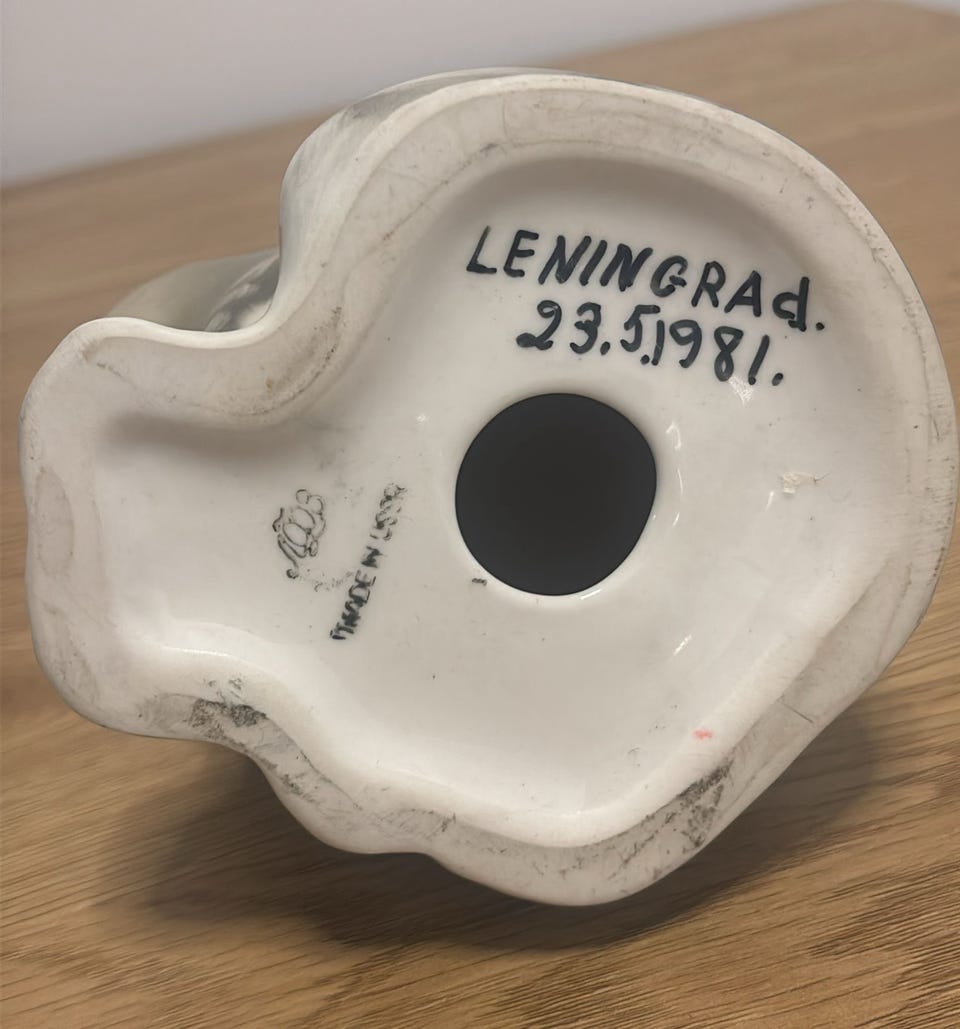 LENINGRAd.
23.5.1981.
MADE IN USSR